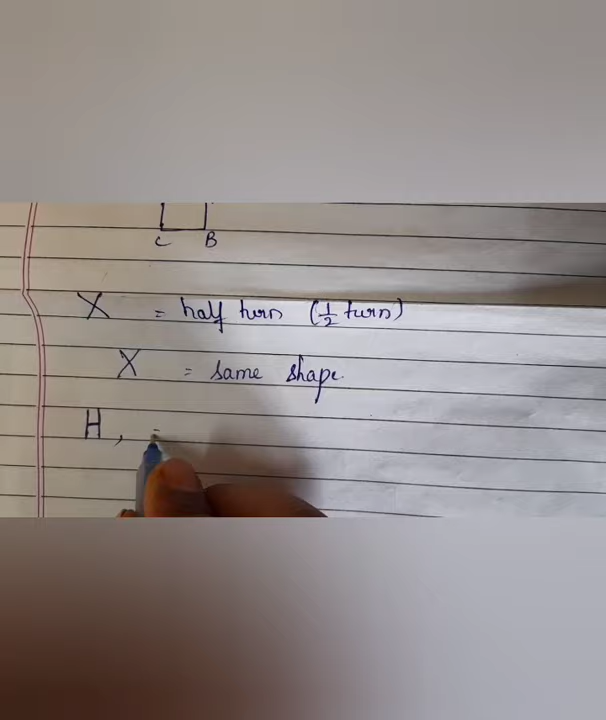 C B
X = half turn (1/2 turn)
X = same shape.
H, =